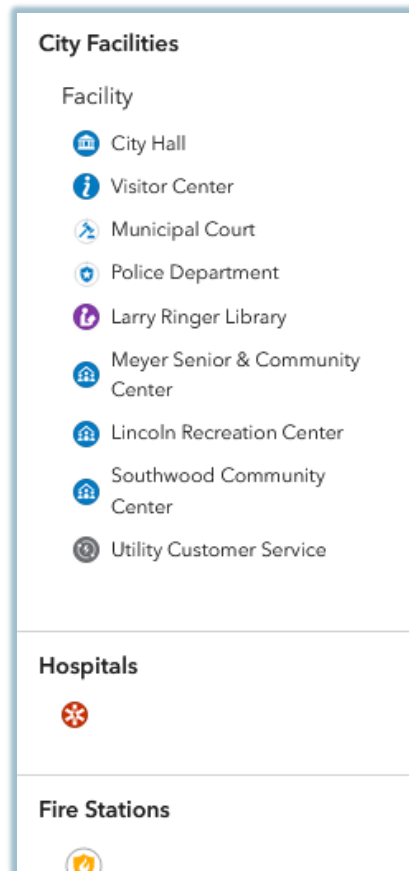 City Facilities
Facility
City Hall
Visitor Center
Municipal Court
Police Department
Larry Ringer Library
Meyer Senior & Community
Center
Lincoln Recreation Center
Southwood Community
Center
Utility Customer Service
Hospitals
Fire Stations